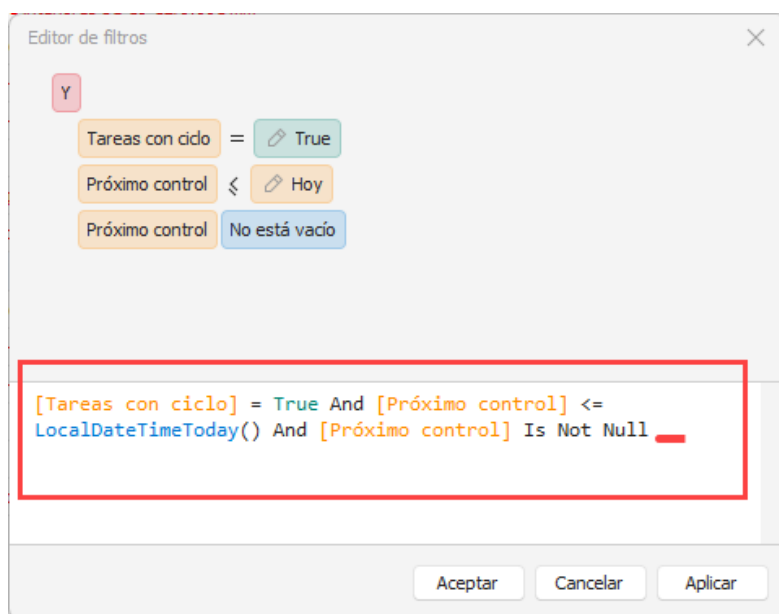 Editor de filtros
Y
Tareas con ciclo = True
Próximo control ≤ Hoy
Próximo control No está vacío
[Tareas con ciclo] = True And [Próximo control] <=
LocalDateTimeToday() And [Próximo control] Is Not Null
Aceptar Cancelar Aplicar